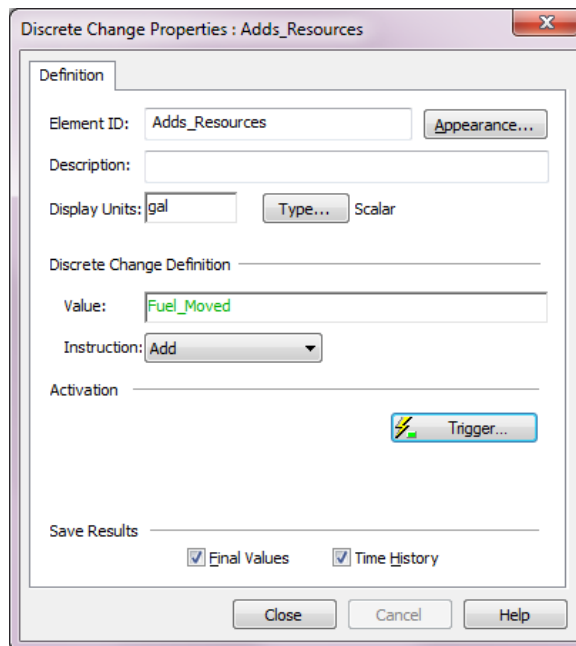 Discrete Change Properties : Adds_Resources
Definition
Element ID: Adds_Resources Appearance...
Description:
Display Units: gal Type... Scalar
Discrete Change Definition
Value: Fuel_Moved
Instruction: Add
Activation
Trigger...
Save Results
Final Values Time History
Close Cancel Help